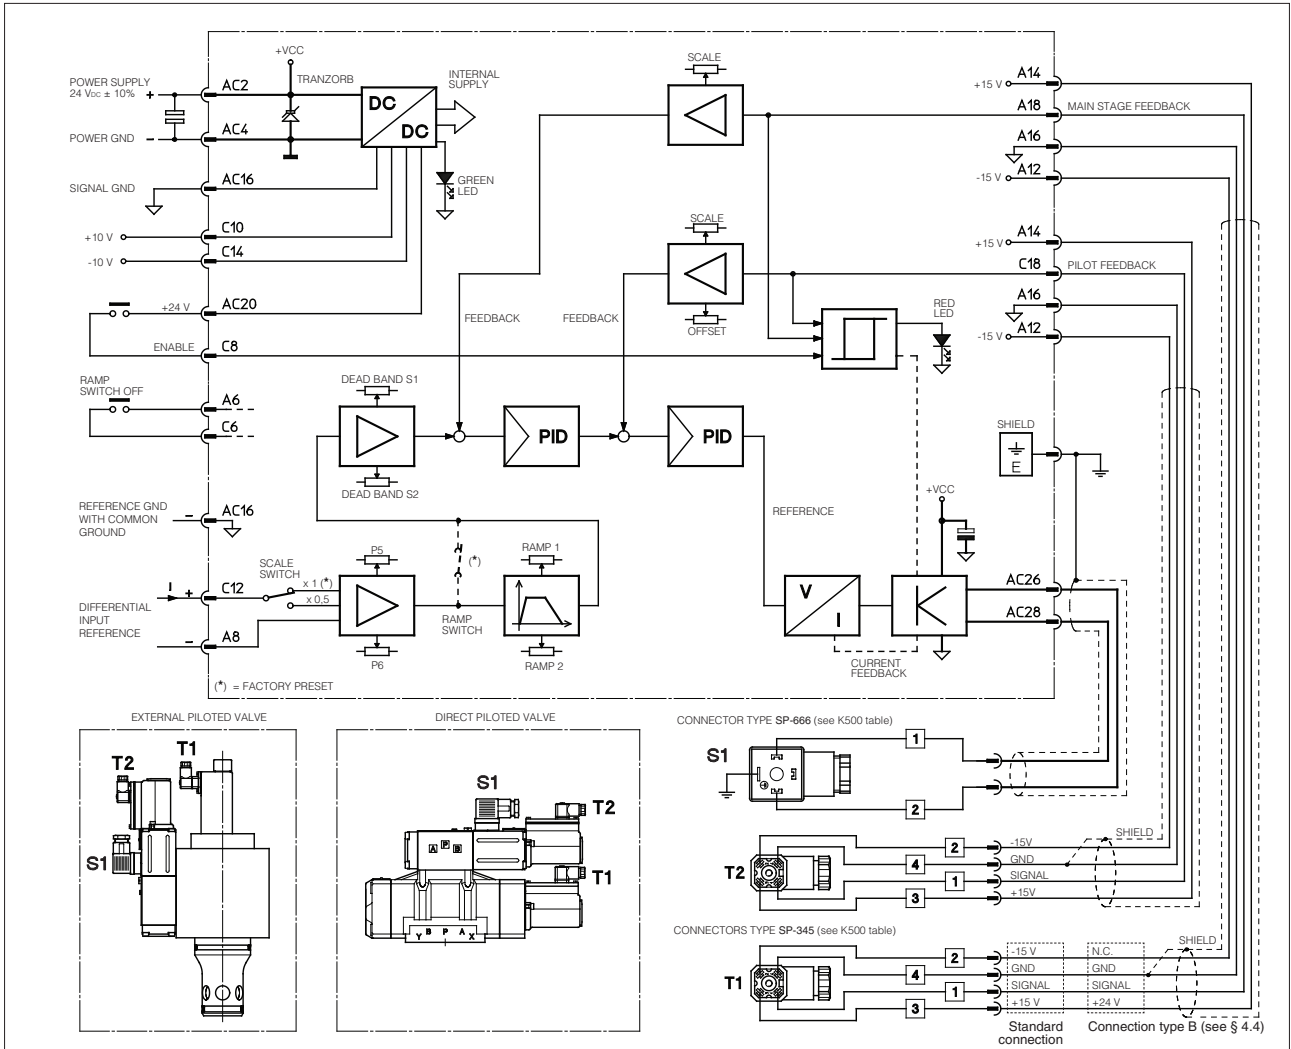 POWER SUPPLY
24 VDC ± 10%
+
AC2
+VCC
TRANZORB
DC
DC
INTERNAL
SUPPLY
POWER GND
-
AC4
SIGNAL GND
AC16
GREEN
LED
+10 V
C10
-10 V
C14
+24 V
AC20
ENABLE
C8
RAMP
SWITCH OFF
A6
C6
REFERENCE GND
WITH COMMON
GROUND
-
AC16
DIFFERENTIAL
INPUT
REFERENCE
I
+
C12
-
A8
SCALE
SWITCH
x 1 (*)
x 0,5
P5
P6
RAMP
SWITCH
(*)
RAMP 1
RAMP 2
(*) = FACTORY PRESET
DEAD BAND S1
DEAD BAND S2
FEEDBACK
FEEDBACK
PID
PID
SCALE
SCALE
OFFSET
RED
LED
REFERENCE
V
I
CURRENT
FEEDBACK
+VCC
+15 V
A14
A18
MAIN STAGE FEEDBACK
A16
-15 V
A12
+15 V
A14
C18
PILOT FEEDBACK
A16
-15 V
A12
SHIELD
E
AC26
AC28
EXTERNAL PILOTED VALVE
T2
T1
S1
DIRECT PILOTED VALVE
S1
T2
T1
A P B
Y B P A X
CONNECTOR TYPE SP-666 (see K500 table)
S1
1
2
T2
2
-15V
4
GND
1
SIGNAL
3
+15V
SHIELD
CONNECTORS TYPE SP-345 (see K500 table)
T1
2
-15 V
N.C.
4
GND
GND
1
SIGNAL
SIGNAL
3
+15 V
+24 V
SHIELD
Standard
connection
Connection type B (see § 4.4)